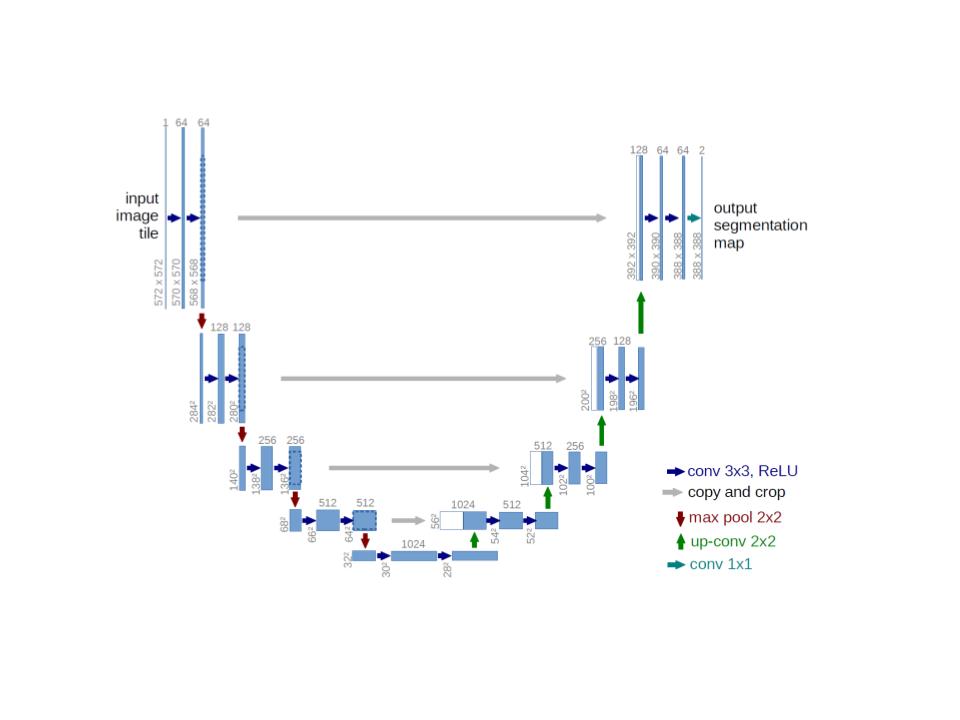 1 64 64
128 64 64 2
input
image
tile
output
segmentation
map
572 x 572
570 x 570
568 x 568
392 x 392
390 x 390
388 x 388
388 x 388
128 128
256 128
284²
282²
280²
200²
198²
196²
256 256
512 256
140²
138²
136²
104²
102²
100²
512 512
1024 512
68²
66²
64²
56²
54²
52²
1024
32²
30²
28²
conv 3x3, ReLU
copy and crop
max pool 2x2
up-conv 2x2
conv 1x1